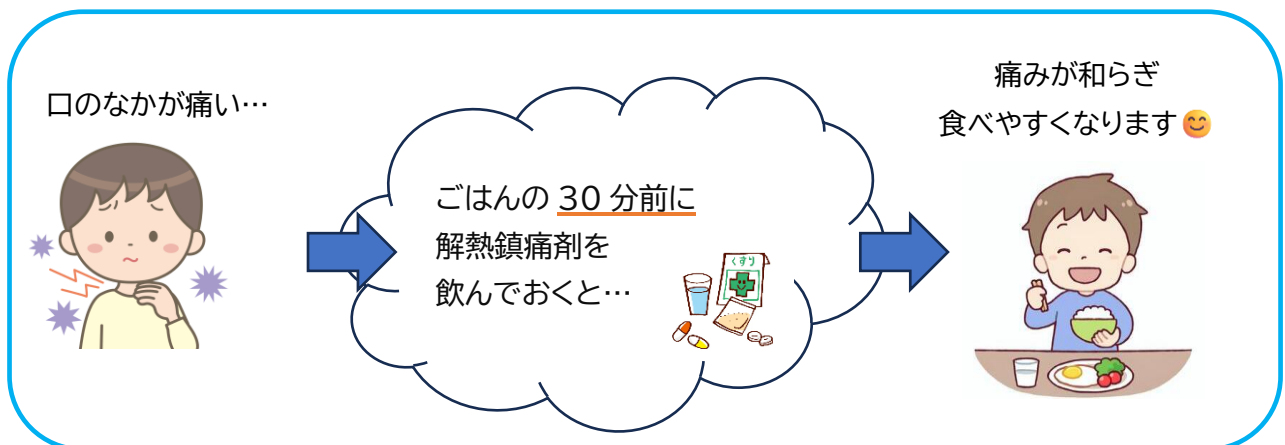 口のなかが痛い…
ごはんの 30 分前に
解熱鎮痛剤を
飲んでおくと…
くすり
痛みが和らぎ
食べやすくなります😊